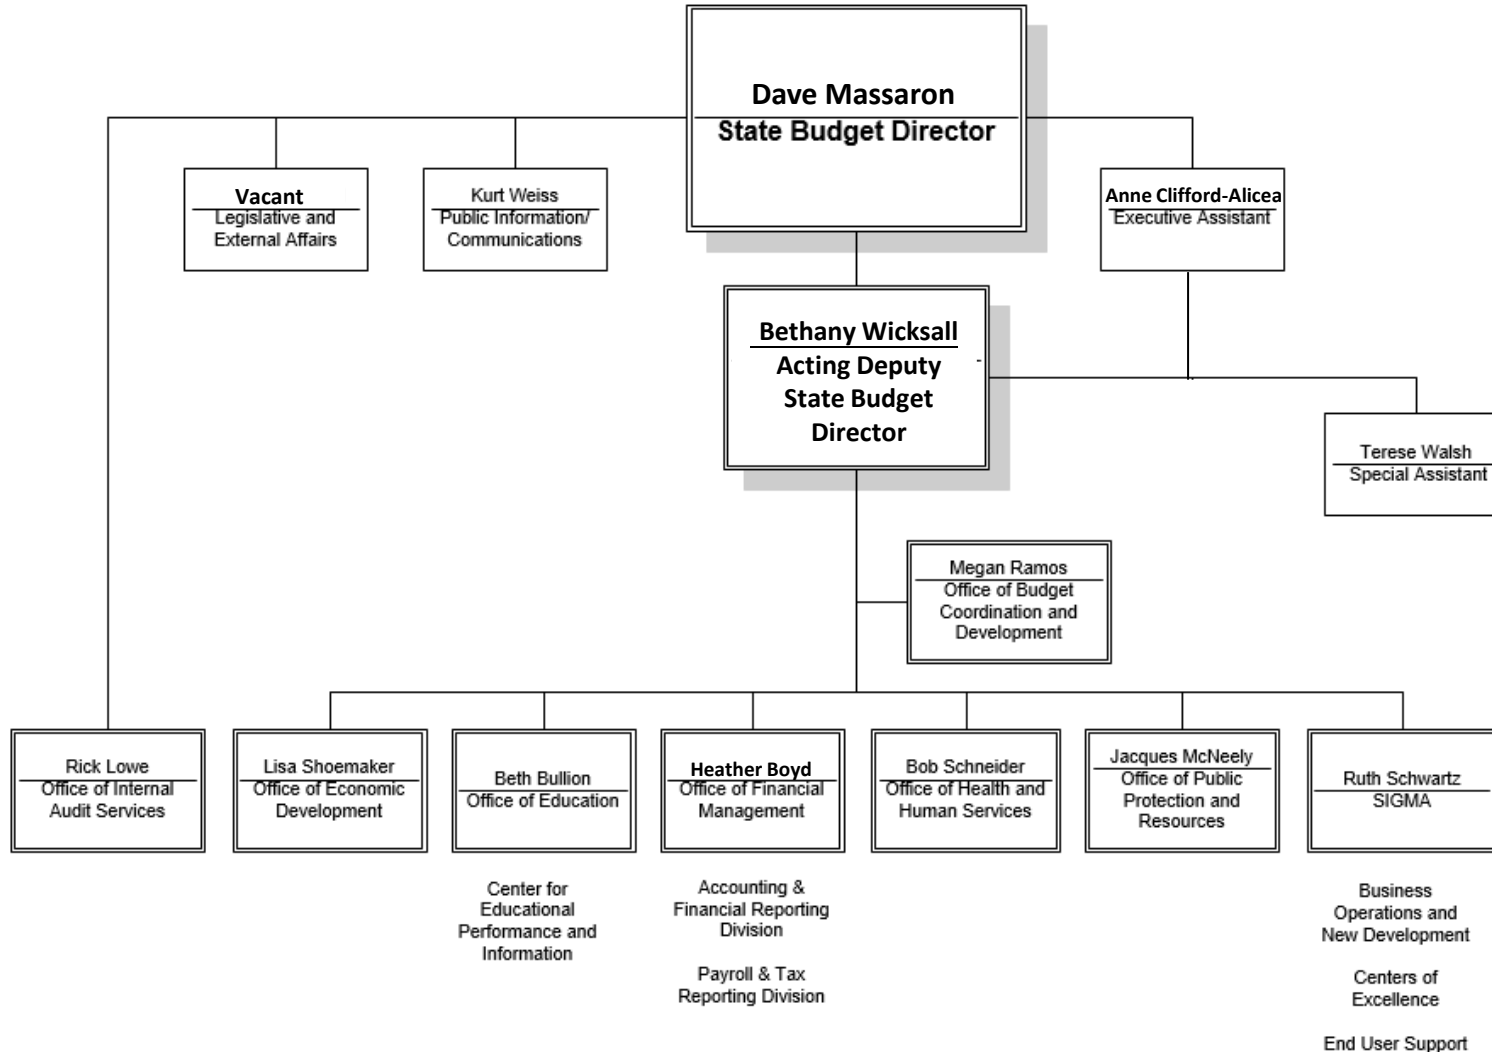 Dave Massaron
State Budget Director
Vacant
Legislative and
External Affairs
Kurt Weiss
Public Information/
Communications
Anne Clifford-Alicea
Executive Assistant
Bethany Wicksall
Acting Deputy
State Budget
Director
Terese Walsh
Special Assistant
Megan Ramos
Office of Budget
Coordination and
Development
Rick Lowe
Office of Internal
Audit Services
Lisa Shoemaker
Office of Economic
Development
Beth Bullion
Office of Education
Heather Boyd
Office of Financial
Management
Bob Schneider
Office of Health and
Human Services
Jacques McNeely
Office of Public
Protection and
Resources
Ruth Schwartz
SIGMA
Center for
Educational
Performance and
Information
Accounting &
Financial Reporting
Division
Payroll & Tax
Reporting Division
Business
Operations and
New Development
Centers of
Excellence
End User Support